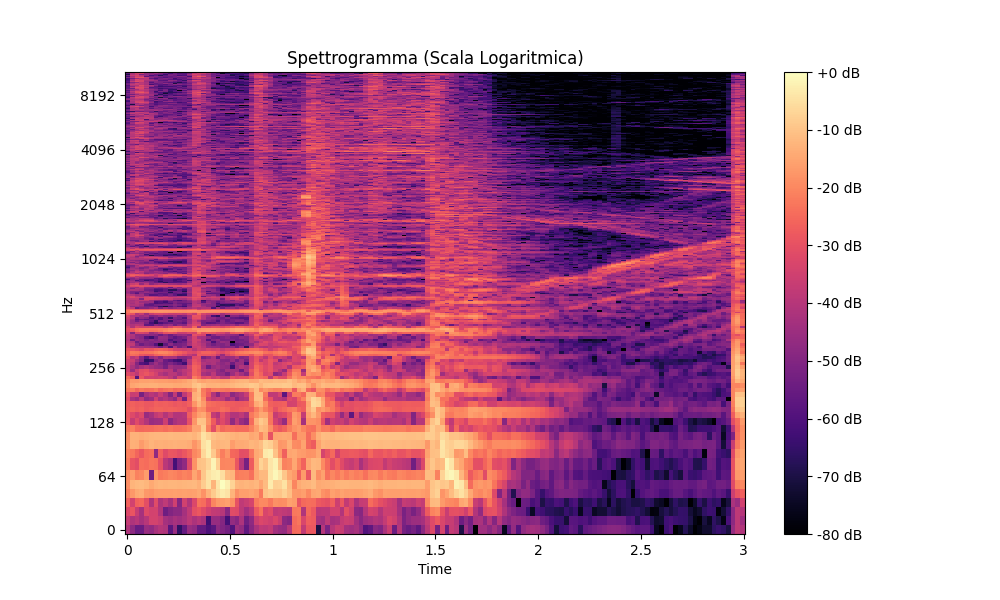 Spettrogramma (Scala Logaritmica)
Hz
8192
4096
2048
1024
512
256
128
64
0
0
0.5
1
1.5
2
2.5
3
Time
+0 dB
-10 dB
-20 dB
-30 dB
-40 dB
-50 dB
-60 dB
-70 dB
-80 dB